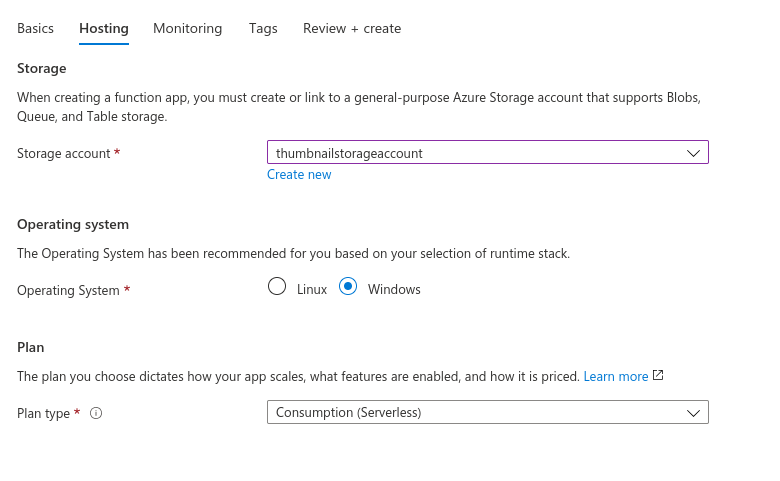 Basics Hosting Monitoring Tags Review + create
Storage
When creating a function app, you must create or link to a general-purpose Azure Storage account that supports Blobs,
Queue, and Table storage.
Storage account * thumbnailstorageaccount
Create new
Operating system
The Operating System has been recommended for you based on your selection of runtime stack.
Operating System * Linux Windows
Plan
The plan you choose dictates how your app scales, what features are enabled, and how it is priced. Learn more
Plan type * Consumption (Serverless)